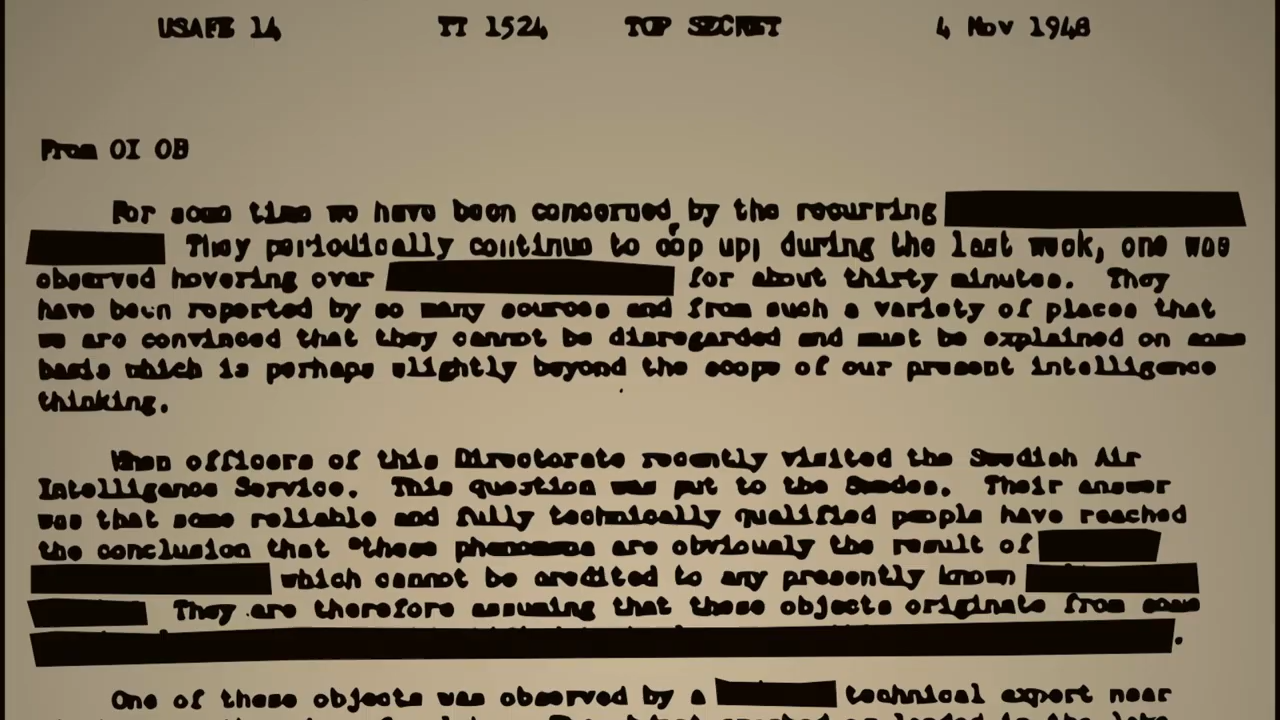 USAFE 14 TT 1524 TOP SECRET 4 Nov 1948
From OI OB
For some time we have been concerned by the recurring
They periodically continue to pop up; during the last week, one was
observed hovering over for about thirty minutes. They
have been reported by so many sources and from such a variety of places that
we are convinced that they cannot be disregarded and must be explained on some
basis which is perhaps slightly beyond the scope of our present intelligence
thinking.
When officers of this Directorate recently visited the Swedish Air
Intelligence Service. This question was put to the Swedes. Their answer
was that some reliable and fully technically qualified people have reached
the conclusion that "these phenomena are obviously the result of
which cannot be credited to any presently known
They are therefore assuming that these objects originate from some
.
One of these objects was observed by a technical expert near